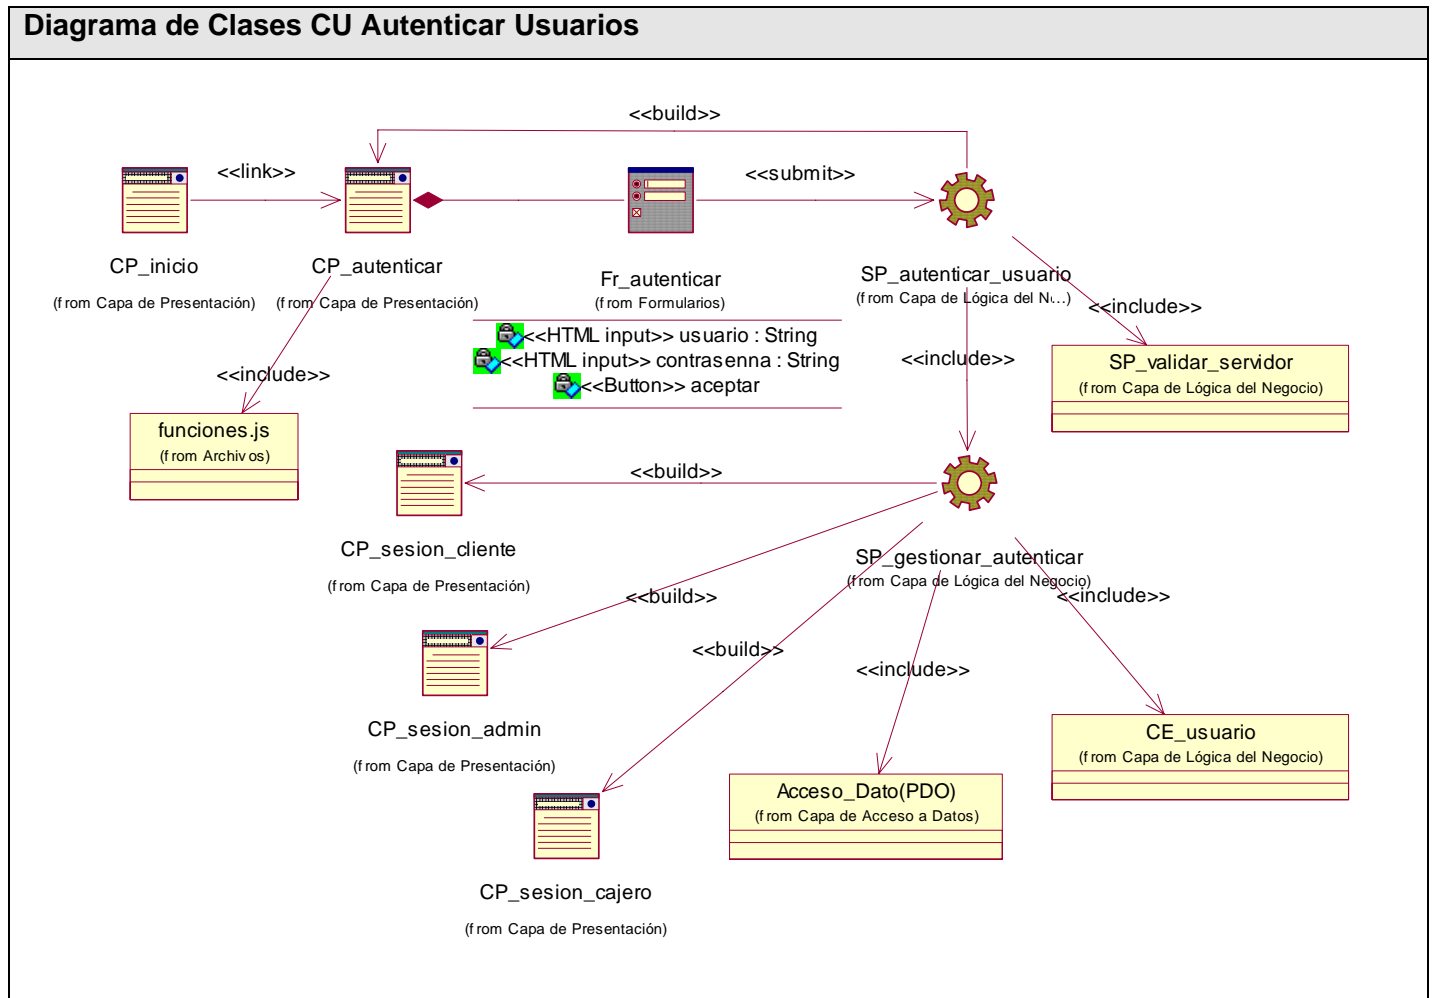 Diagrama de Clases CU Autenticar Usuarios
<<build>>
<<link>>
<<submit>>
CP_inicio
(from Capa de Presentación)
CP_autenticar
(from Capa de Presentación)
Fr_autenticar
(from Formularios)
<<HTML input>> usuario : String
<<HTML input>> contrasenna : String
<<Button>> aceptar
SP_autenticar_usuario
(from Capa de Lógica del N...)
<<include>>
<<include>>
<<include>>
SP_validar_servidor
(from Capa de Lógica del Negocio)
funciones.js
(from Archivos)
<<build>>
CP_sesion_cliente
(from Capa de Presentación)
SP_gestionar_autenticar
(from Capa de Lógica del Negocio)
<<build>>
<<include>>
<<build>>
<<include>>
CP_sesion_admin
(from Capa de Presentación)
CE_usuario
(from Capa de Lógica del Negocio)
Acceso_Dato(PDO)
(from Capa de Acceso a Datos)
CP_sesion_cajero
(from Capa de Presentación)